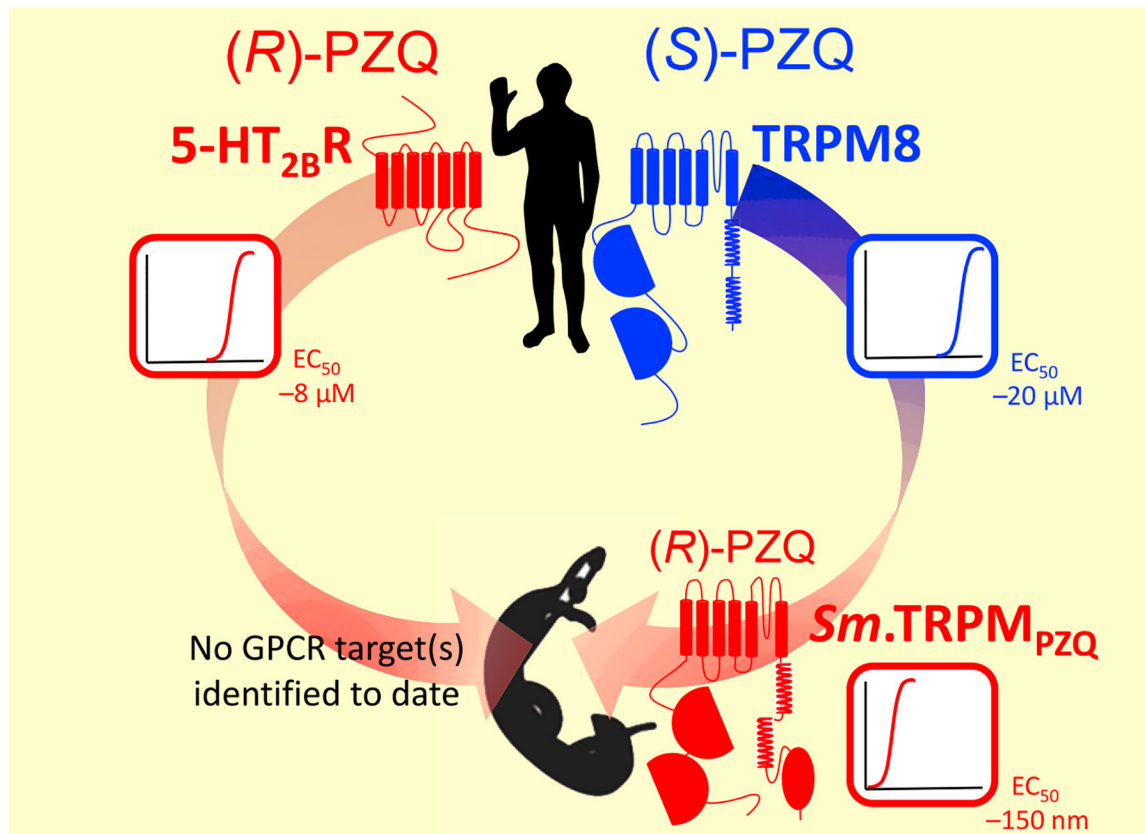 (R)-PZQ
(S)-PZQ
5-HT2BR
TRPM8
EC50
–8 µM
EC50
–20 µM
(R)-PZQ
Sm.TRPMPZQ
No GPCR target(s)
identified to date
EC50
–150 nm